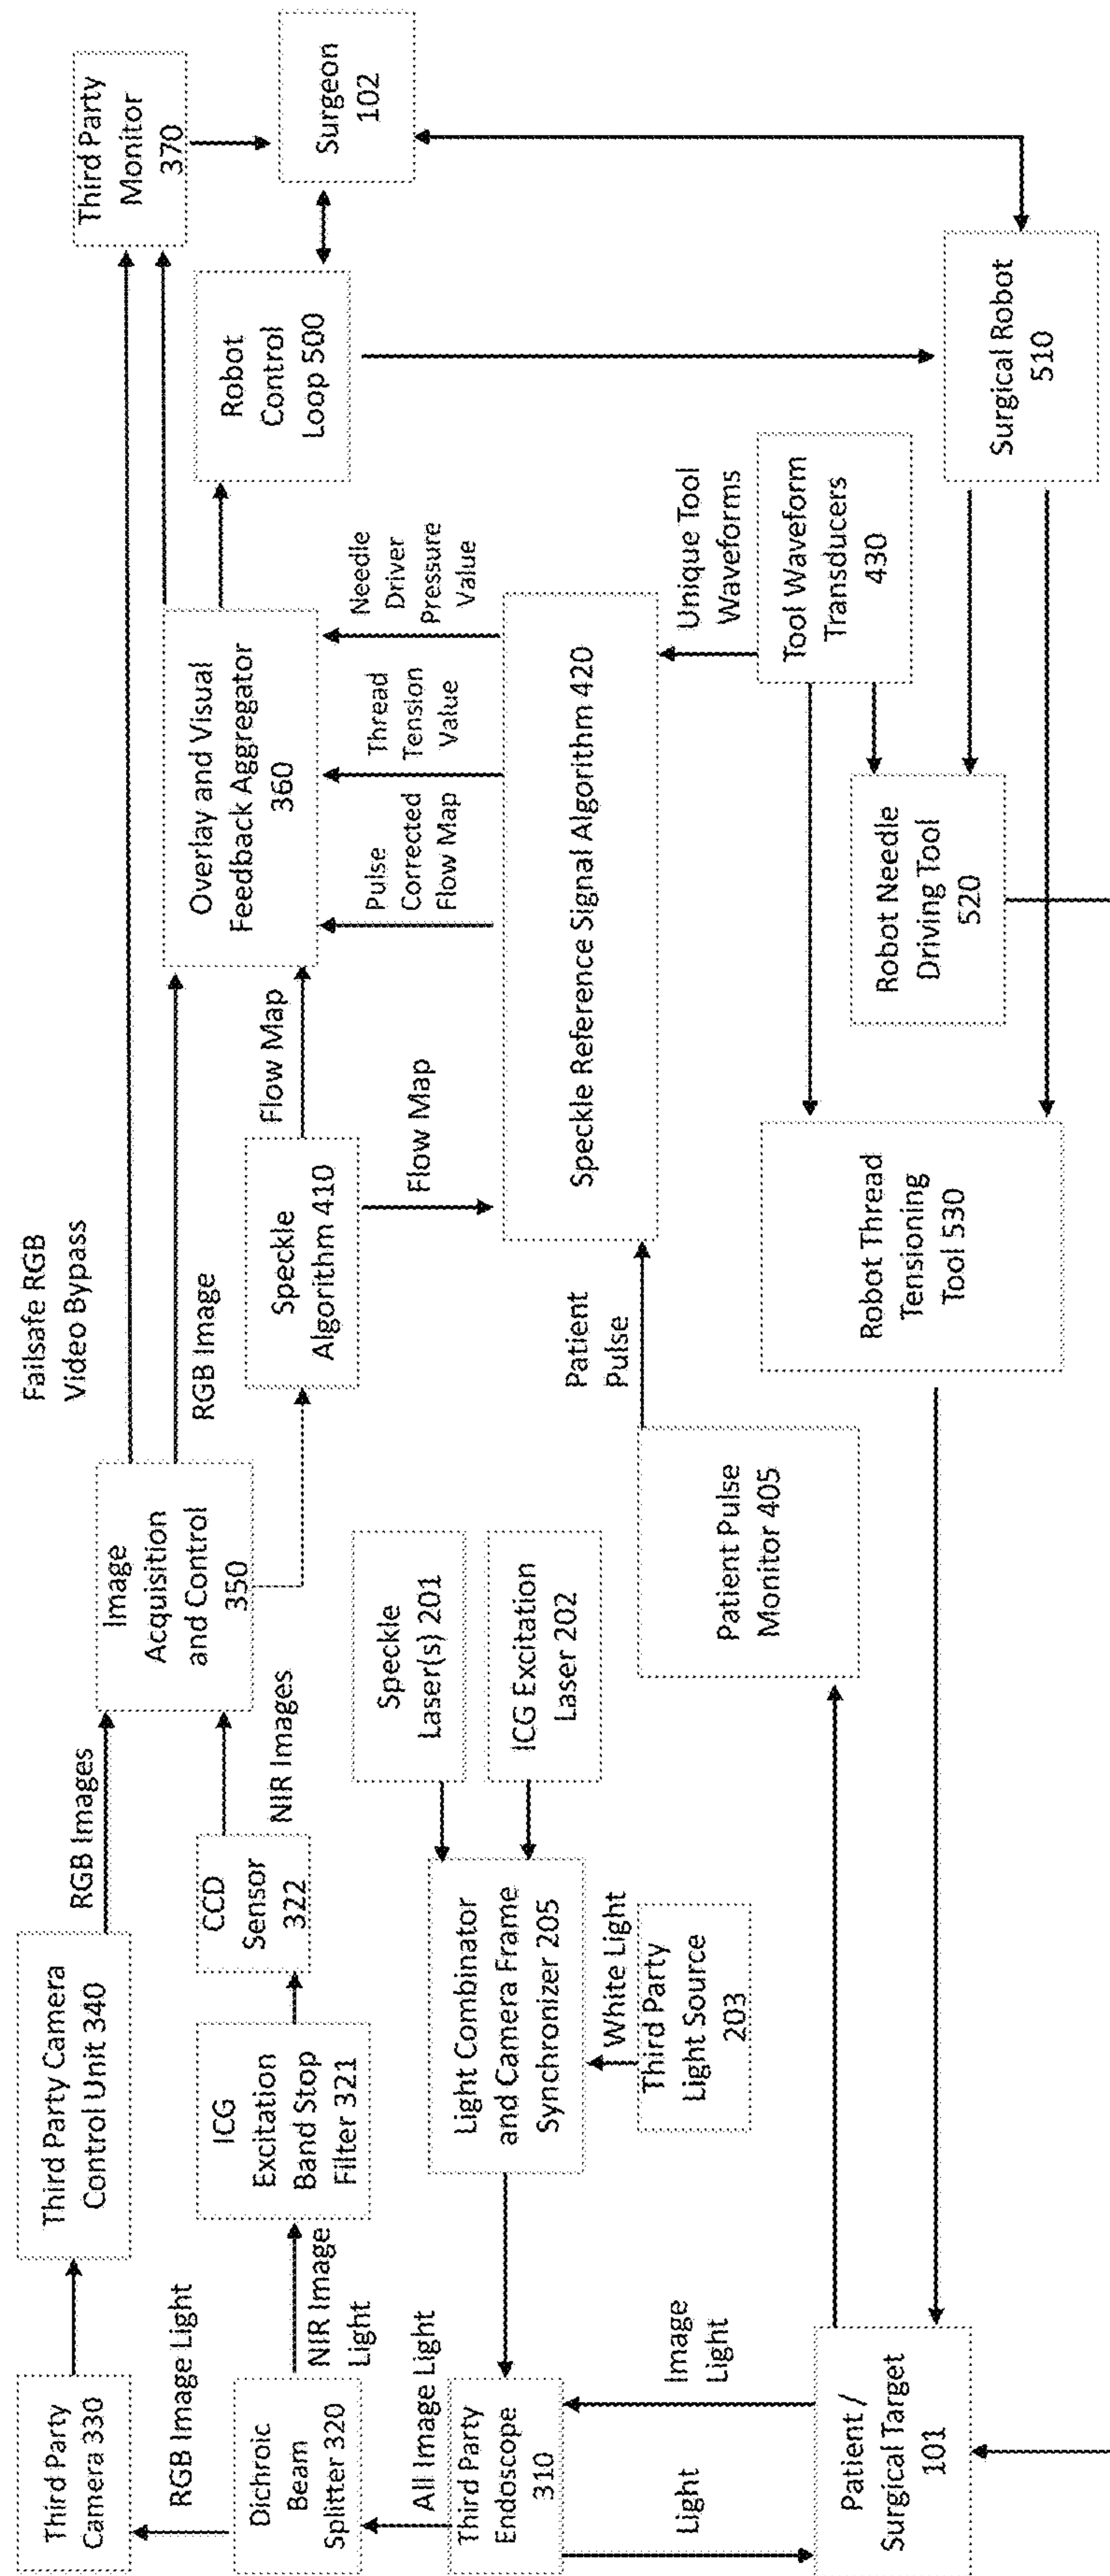 Third Party
Camera 330
Third Party Camera
Control Unit 340
RGB Images
Failsafe RGB
Video Bypass
Third Party
Monitor
370
RGB Image Light
Dichroic
Beam
Splitter 320
NIR Image
Light
ICG
Excitation
Band Stop
Filter 321
CCD
Sensor
322
NIR Images
Image
Acquisition
and Control
350
RGB Image
Speckle
Algorithm 410
Flow Map
Flow Map
Overlay and Visual
Feedback Aggregator
360
Robot
Control
Loop 500
Surgeon
102
All Image Light
Third Party
Endoscope
310
Light Combinator
and Camera Frame
Synchronizer 205
Speckle
Laser(s) 201
ICG Excitation
Laser 202
White Light
Third Party
Light Source
203
Pulse
Corrected
Flow Map
Thread
Tension
Value
Needle
Driver
Pressure
Value
Speckle Reference Signal Algorithm 420
Patient
Pulse
Unique Tool
Waveforms
Light
Image
Light
Patient /
Surgical Target
101
Patient Pulse
Monitor 405
Robot Thread
Tensioning
Tool 530
Robot Needle
Driving Tool
520
Tool Waveform
Transducers
430
Surgical Robot
510